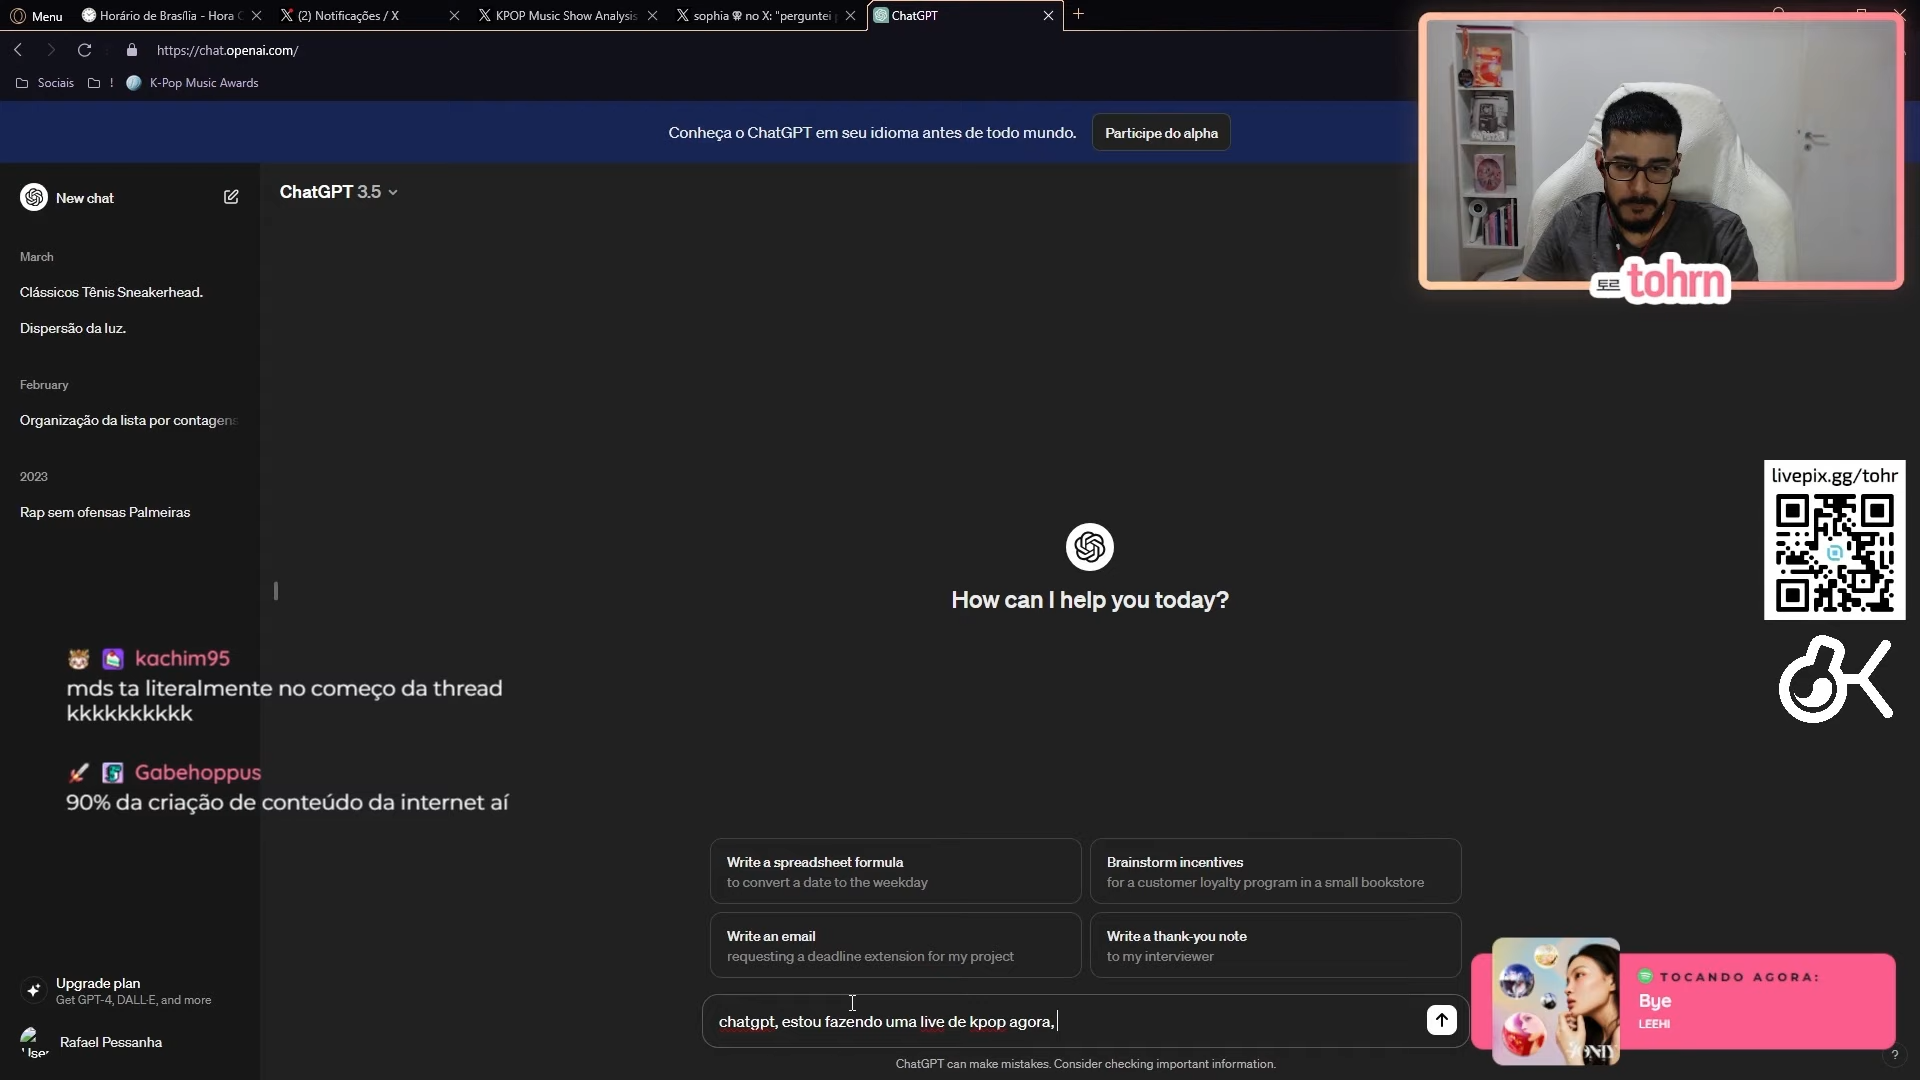 Menu
Horário de Brasília - Hora
(2) Notificações / X
KPOP Music Show Analysis
sophia no X: "perguntei
ChatGPT
https://chat.openai.com/
Sociais
!
K-Pop Music Awards
Conheça o ChatGPT em seu idioma antes de todo mundo.
Participe do alpha
New chat
ChatGPT 3.5
March
Clássicos Tênis Sneakerhead.
Dispersão da luz.
February
Organização da lista por contagens
2023
Rap sem ofensas Palmeiras
토르 tohrn
livepix.gg/tohr
How can I help you today?
kachim95
mds ta literalmente no começo da thread
kkkkkkkkkk
Gabehoppus
90% da criação de conteúdo da internet aí
Write a spreadsheet formula
to convert a date to the weekday
Brainstorm incentives
for a customer loyalty program in a small bookstore
Write an email
requesting a deadline extension for my project
Write a thank-you note
to my interviewer
Upgrade plan
Get GPT-4, DALL·E, and more
User
Rafael Pessanha
chatgpt, estou fazendo uma live de kpop agora,
ChatGPT can make mistakes. Consider checking important information.
TOCANDO AGORA:
Bye
LEEHI
?